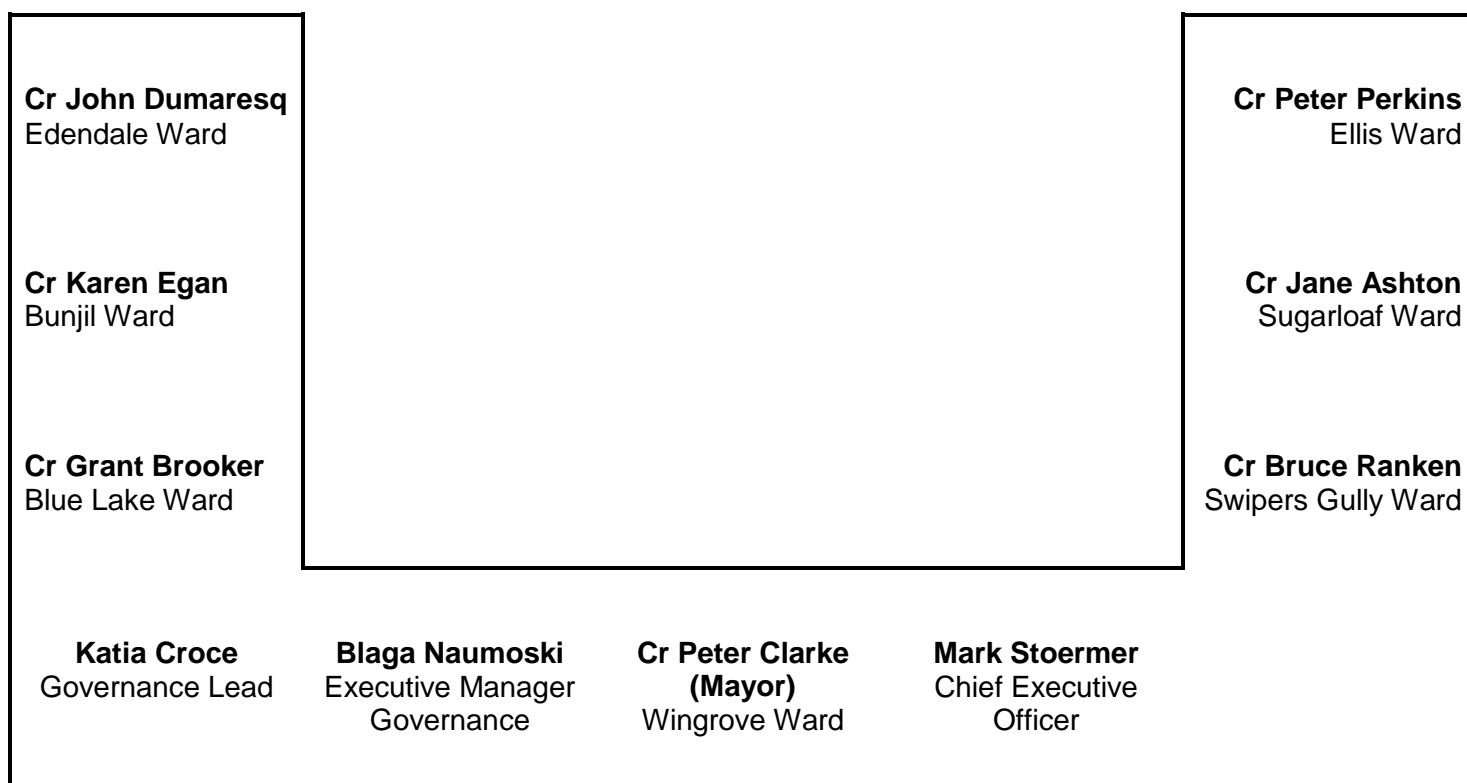 Cr John Dumaresq
Edendale Ward
Cr Peter Perkins
Ellis Ward
Cr Karen Egan
Bunjil Ward
Cr Jane Ashton
Sugarloaf Ward
Cr Grant Brooker
Blue Lake Ward
Cr Bruce Ranken
Swipers Gully Ward
Katia Croce
Governance Lead
Blaga Naumoski
Executive Manager
Governance
Cr Peter Clarke
(Mayor)
Wingrove Ward
Mark Stoermer
Chief Executive
Officer